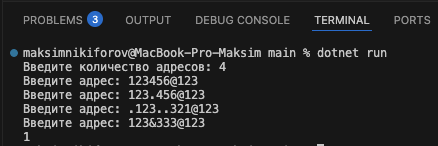 PROBLEMS 3 OUTPUT DEBUG CONSOLE TERMINAL PORTS
maksimnikiforov@MacBook-Pro-Maksim main % dotnet run
Введите количество адресов: 4
Введите адрес: 123456@123
Введите адрес: 123.456@123
Введите адрес: .123..321@123
Введите адрес: 123&333@123
1